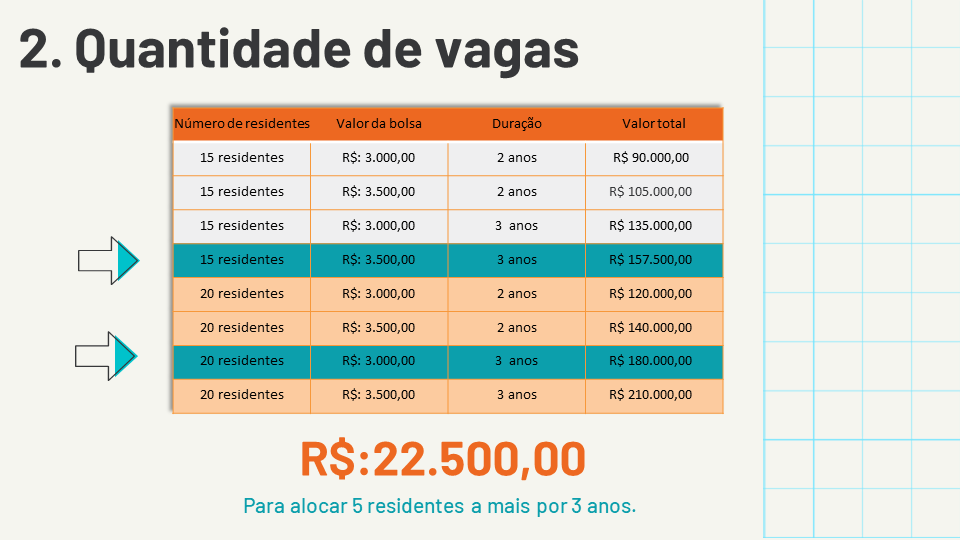 2. Quantidade de vagas
Número de residentes Valor da bolsa Duração Valor total
15 residentes R$: 3.000,00 2 anos R$ 90.000,00
15 residentes R$: 3.500,00 2 anos R$ 105.000,00
15 residentes R$: 3.000,00 3 anos R$ 135.000,00
15 residentes R$: 3.500,00 3 anos R$ 157.500,00
20 residentes R$: 3.000,00 2 anos R$ 120.000,00
20 residentes R$: 3.500,00 2 anos R$ 140.000,00
20 residentes R$: 3.000,00 3 anos R$ 180.000,00
20 residentes R$: 3.500,00 3 anos R$ 210.000,00
R$:22.500,00
Para alocar 5 residentes a mais por 3 anos.